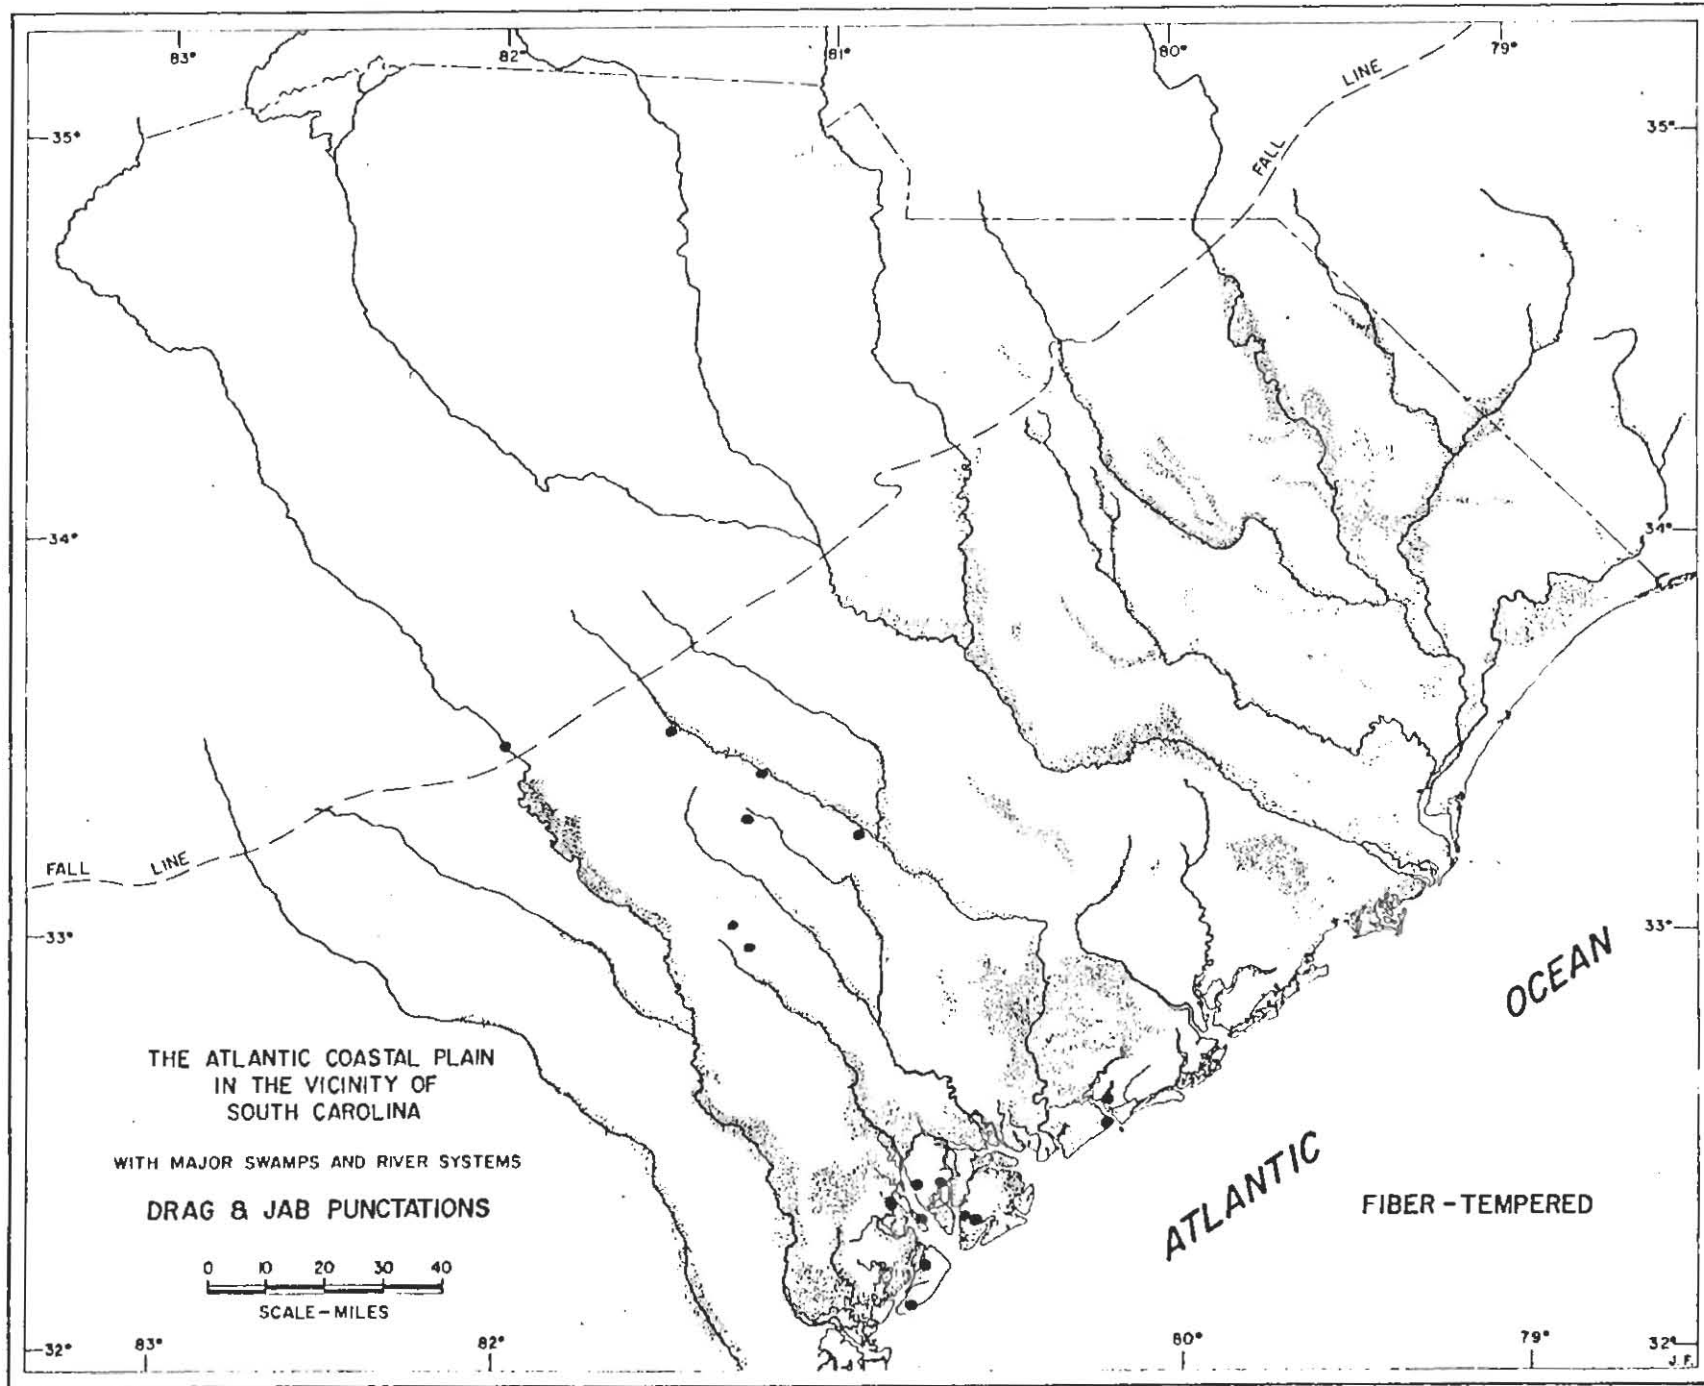 83°
82°
81°
80°
79°
LINE
35°
35°
FALL
34°
34°
FALL
LINE
33°
33°
OCEAN
THE ATLANTIC COASTAL PLAIN
IN THE VICINITY OF
SOUTH CAROLINA
WITH MAJOR SWAMPS AND RIVER SYSTEMS
DRAG & JAB PUNCTATIONS
ATLANTIC
FIBER-TEMPERED
0 10 20 30 40
SCALE-MILES
32°
83°
82°
80°
79°
32°
J. F.